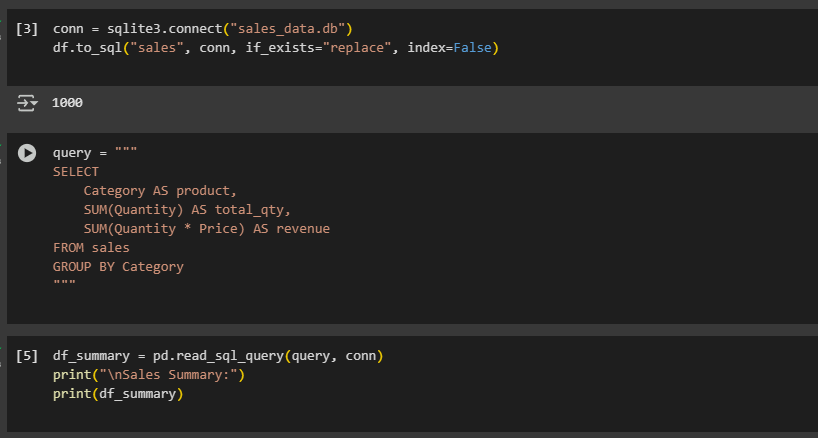 [3] conn = sqlite3.connect("sales_data.db")
df.to_sql("sales", conn, if_exists="replace", index=False)
1000
query = """
SELECT
    Category AS product,
    SUM(Quantity) AS total_qty,
    SUM(Quantity * Price) AS revenue
FROM sales
GROUP BY Category
"""
[5] df_summary = pd.read_sql_query(query, conn)
print("\nSales Summary:")
print(df_summary)